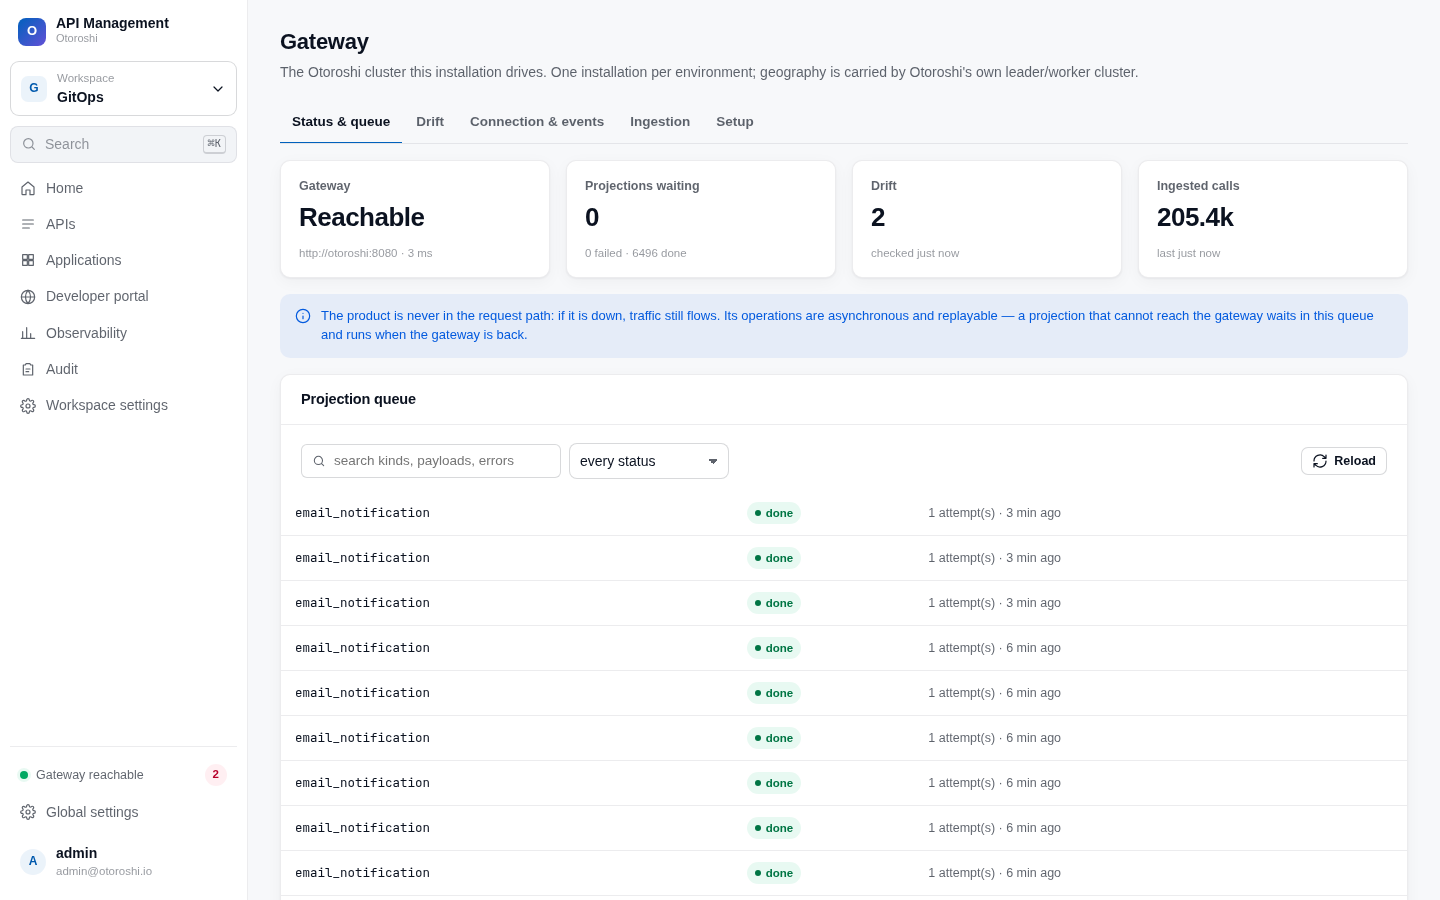 O
API Management
Otoroshi
G
Workspace
GitOps
Search
⌘K
Home
APIs
Applications
Developer portal
Observability
Audit
Workspace settings
Gateway reachable
2
Global settings
A
admin
admin@otoroshi.io
Gateway
The Otoroshi cluster this installation drives. One installation per environment; geography is carried by Otoroshi's own leader/worker cluster.
Status & queue
Drift
Connection & events
Ingestion
Setup
Gateway
Reachable
http://otoroshi:8080 · 3 ms
Projections waiting
0
0 failed · 6496 done
Drift
2
checked just now
Ingested calls
205.4k
last just now
The product is never in the request path: if it is down, traffic still flows. Its operations are asynchronous and replayable — a projection that cannot reach the gateway waits in this queue
and runs when the gateway is back.
Projection queue
search kinds, payloads, errors
every status
Reload
email_notification done 1 attempt(s) · 3 min ago
email_notification done 1 attempt(s) · 3 min ago
email_notification done 1 attempt(s) · 3 min ago
email_notification done 1 attempt(s) · 6 min ago
email_notification done 1 attempt(s) · 6 min ago
email_notification done 1 attempt(s) · 6 min ago
email_notification done 1 attempt(s) · 6 min ago
email_notification done 1 attempt(s) · 6 min ago
email_notification done 1 attempt(s) · 6 min ago